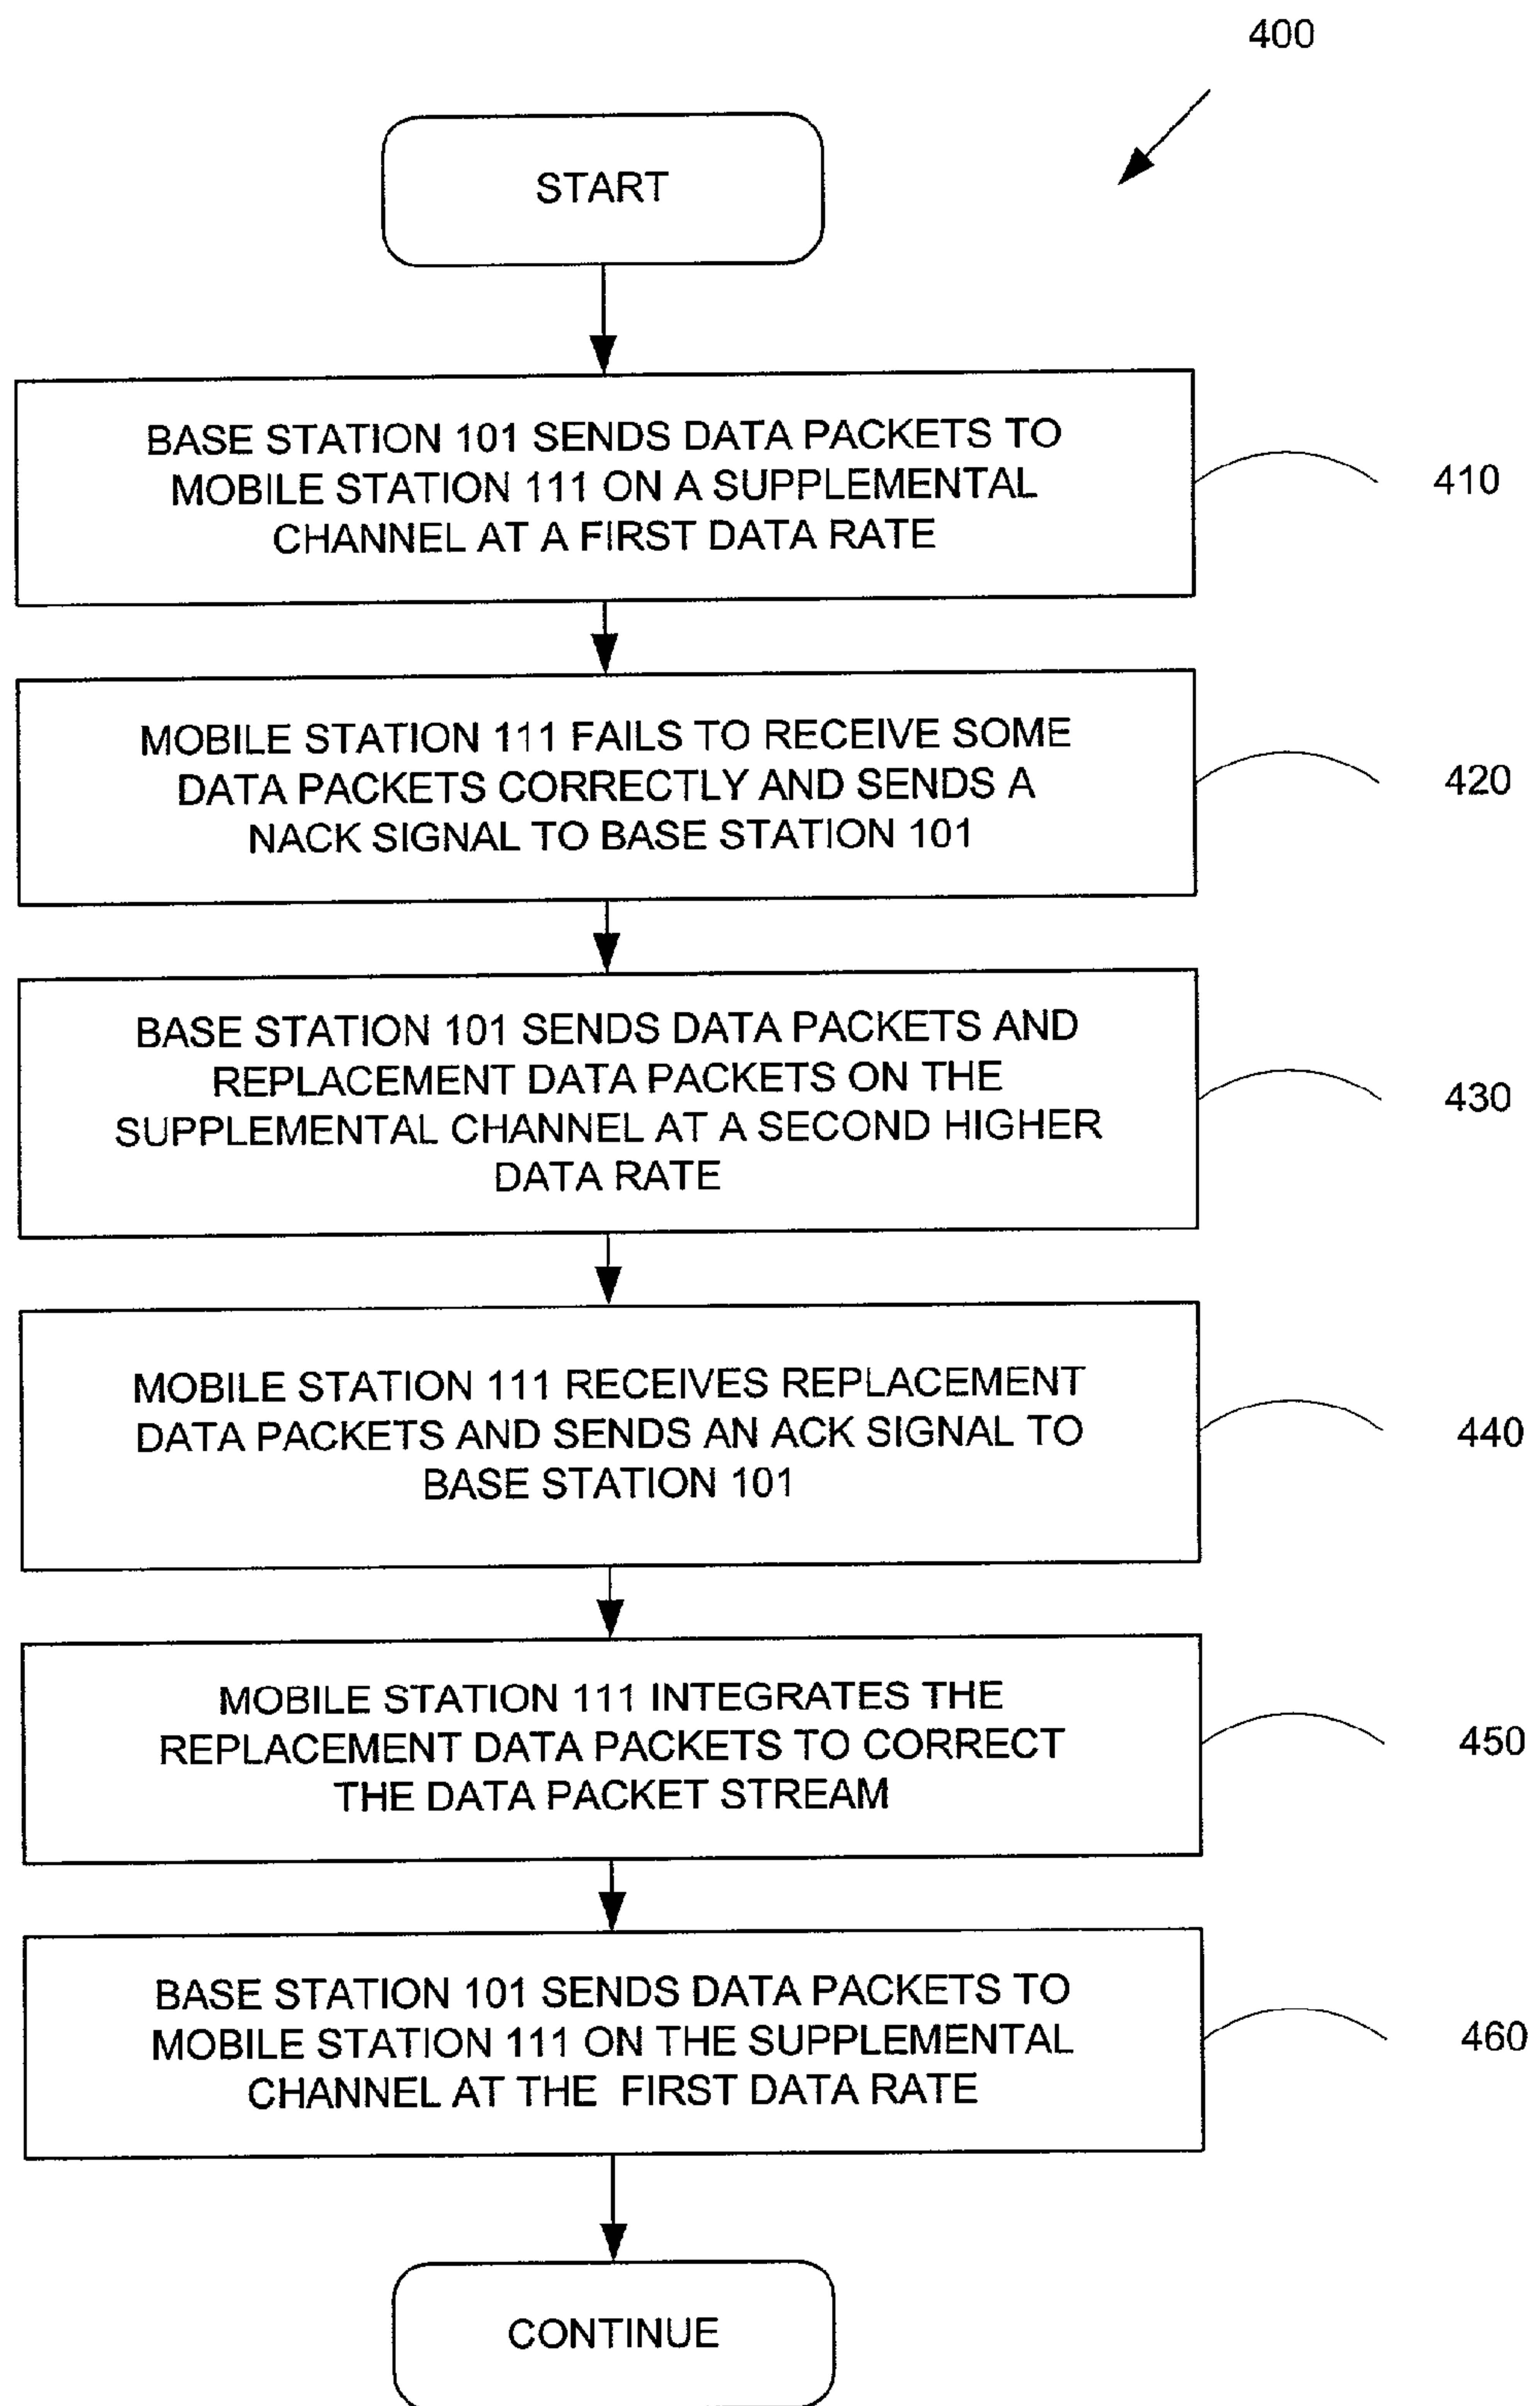 400
START
BASE STATION 101 SENDS DATA PACKETS TO
MOBILE STATION 111 ON A SUPPLEMENTAL
CHANNEL AT A FIRST DATA RATE
410
MOBILE STATION 111 FAILS TO RECEIVE SOME
DATA PACKETS CORRECTLY AND SENDS A
NACK SIGNAL TO BASE STATION 101
420
BASE STATION 101 SENDS DATA PACKETS AND
REPLACEMENT DATA PACKETS ON THE
SUPPLEMENTAL CHANNEL AT A SECOND HIGHER
DATA RATE
430
MOBILE STATION 111 RECEIVES REPLACEMENT
DATA PACKETS AND SENDS AN ACK SIGNAL TO
BASE STATION 101
440
MOBILE STATION 111 INTEGRATES THE
REPLACEMENT DATA PACKETS TO CORRECT
THE DATA PACKET STREAM
450
BASE STATION 101 SENDS DATA PACKETS TO
MOBILE STATION 111 ON THE SUPPLEMENTAL
CHANNEL AT THE FIRST DATA RATE
460
CONTINUE